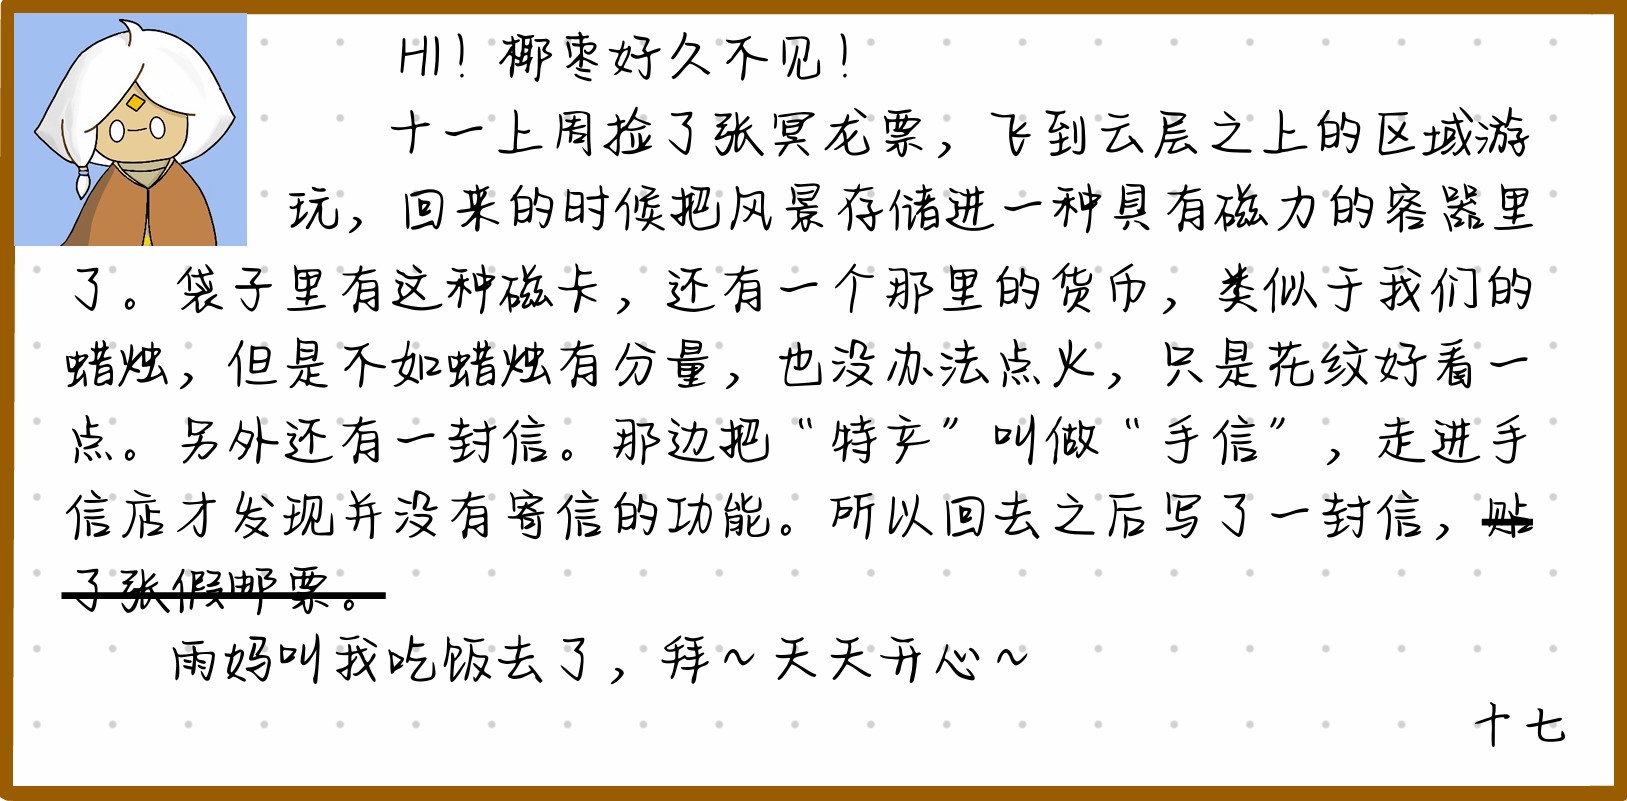 HI！椰枣好久不见！
十一上周捡了张冥龙票，飞到云层之上的区域游
玩，回来的时候把风景存储进一种具有磁力的容器里
了。袋子里有这种磁卡，还有一个那里的货币，类似于我们的
蜡烛，但是不如蜡烛有分量，也没办法点火，只是花纹好看一
点。另外还有一封信。那边把“特产”叫做“手信”，走进手
信店才发现并没有寄信的功能。所以回去之后写了一封信，贴
了张假邮票。
雨妈叫我吃饭去了，拜~天天开心~
十七